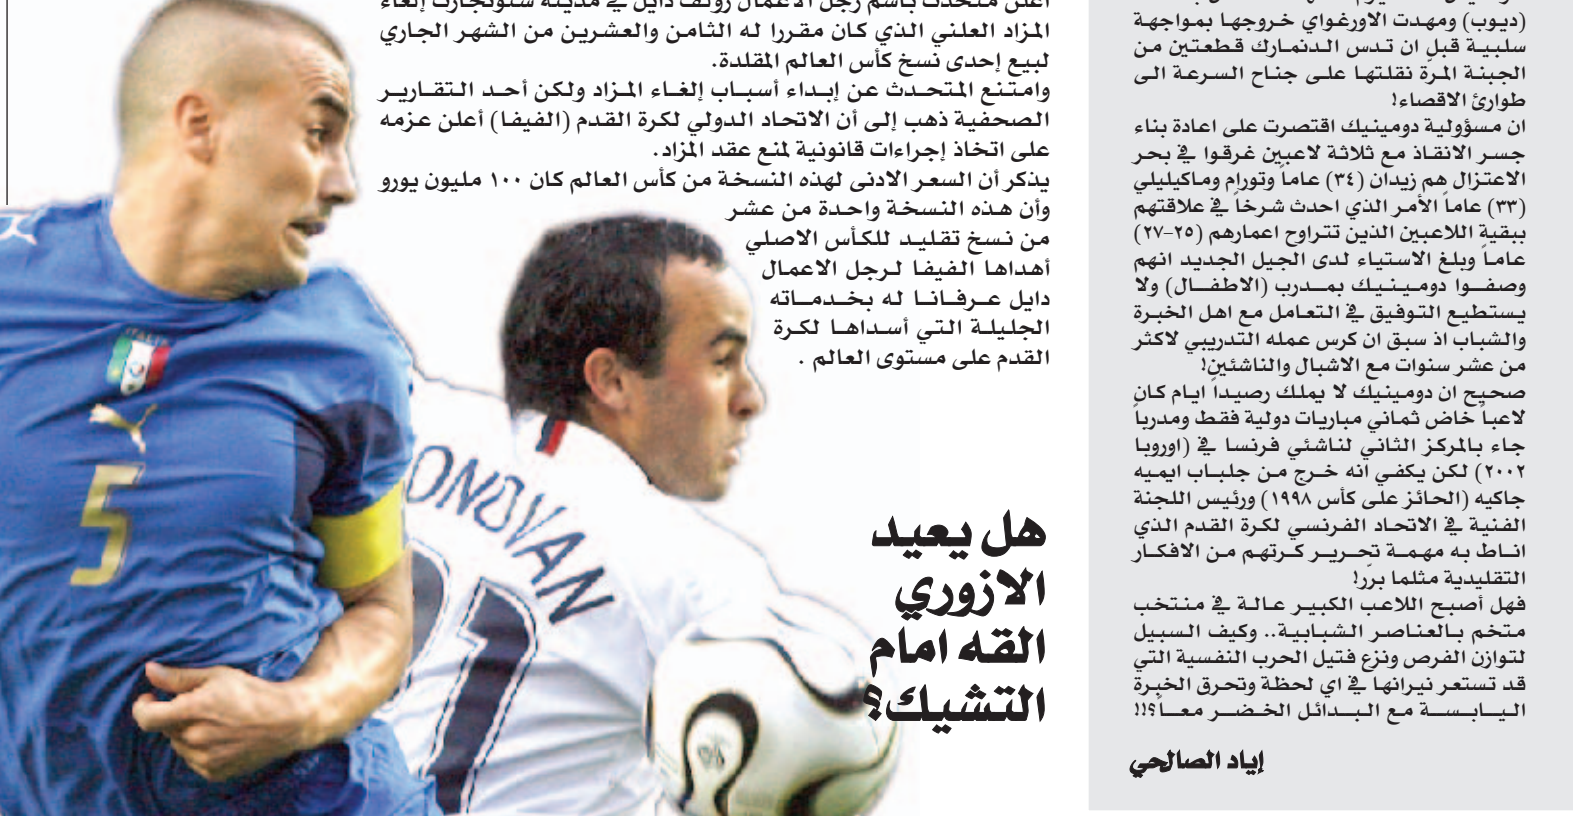 (ديوب) ومهدت الاورغواي خروجها بمواجهة
سلبية قبل ان تدس الدنمارك قطعتين من
الجبنة المرة نقلتها على جناح السرعة الى
طوارئ الاقصاء!
ان مسؤولية دومينيك اقتصرت على اعادة بناء
جسر الانقاذ مع ثلاثة لاعبين غرقوا في بحر
الاعتزال هم زيدان (٣٤) عاماً وتورام وماكيليلي
(٣٣) عاماً الأمر الذي احدث شرخاً في علاقتهم
ببقية اللاعبين الذين تتراوح اعمارهم (٢٥-٢٧)
عاماً وبلغ الاستياء لدى الجيل الجديد انهم
وصفوا دومينيك بمدرب (الاطفال) ولا
يستطيع التوفيق في التعامل مع اهل الخبرة
والشباب اذ سبق ان كرس عمله التدريبي لاكثر
من عشر سنوات مع الاشبال والناشئين!
صحيح ان دومينيك لا يملك رصيداً ايام كان
لاعباً خاض ثماني مباريات دولية فقط ومدرباً
جاء بالمركز الثاني لناشئي فرنسا في (اوروبا
٢٠٠٢) لكن يكفي انه خرج من جلباب ايميه
جاكيه (الحائز على كأس ١٩٩٨) ورئيس اللجنة
الفنية في الاتحاد الفرنسي لكرة القدم الذي
اناط به مهمة تحرير كرتهم من الافكار
التقليدية مثلما برر!
فهل أصبح اللاعب الكبير عالة في منتخب
متخم بالعناصر الشبابية.. وكيف السبيل
لتوازن الفرص ونزع فتيل الحرب النفسية التي
قد تستعر نيرانها في اي لحظة وتحرق الخبرة
اليابسة مع البدائل الخضر معاً؟!!
إياد الصالحي
أعلن متحدث باسم رجل الاعمال رولف دايل في مدينة شتوتجارت إلغاء
المزاد العلني الذي كان مقررا له الثامن والعشرين من الشهر الجاري
لبيع إحدى نسخ كأس العالم المقلدة.
وامتنع المتحدث عن إبداء أسباب إلغاء المزاد ولكن أحد التقارير
الصحفية ذهب إلى أن الاتحاد الدولي لكرة القدم (الفيفا) أعلن عزمه
على اتخاذ إجراءات قانونية لمنع عقد المزاد.
يذكر أن السعر الادنى لهذه النسخة من كأس العالم كان ١٠٠ مليون يورو
وأن هذه النسخة واحدة من عشر
من نسخ تقليد للكأس الاصلي
أهداها الفيفا لرجل الاعمال
دايل عرفانا له بخدماته
الجليلة التي أسداها لكرة
القدم على مستوى العالم .
هل يعيد
الازوري
القه امام
التشيك؟
ITALIA
5
ONOVAN